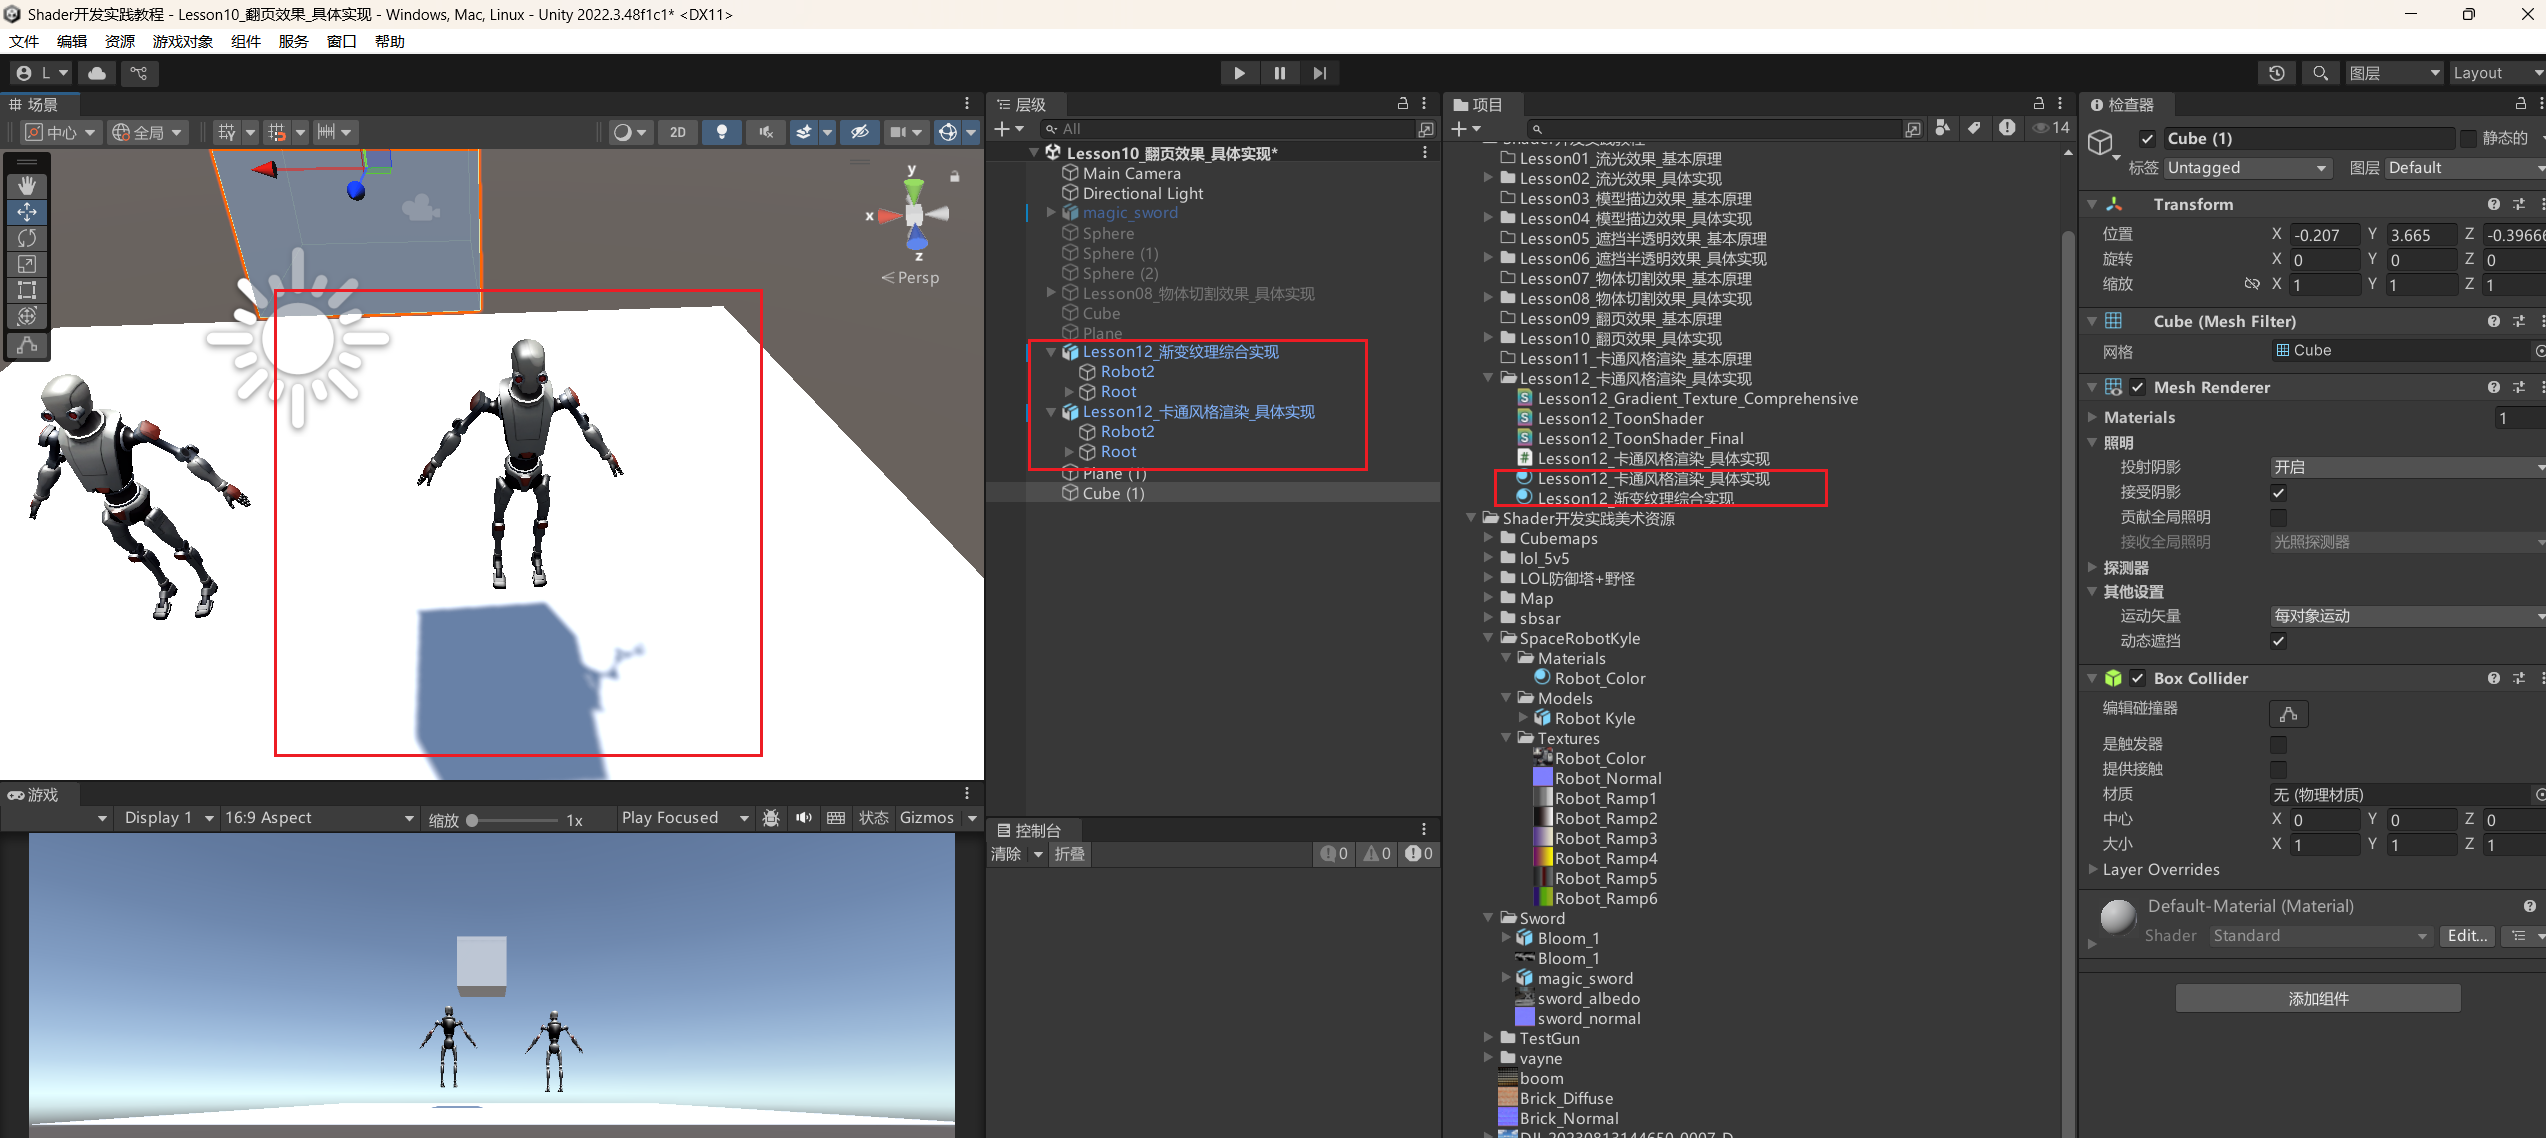 Shader开发实践教程 - Lesson10_翻页效果_具体实现 - Windows, Mac, Linux - Unity 2022.3.48f1c1* <DX11>
文件 编辑 资源 游戏对象 组件 服务 窗口 帮助
L
图层 Layout
场景
中心 全局 2D
y
x
z
Persp
层级
All
Lesson10_翻页效果_具体实现*
Main Camera
Directional Light
magic_sword
Sphere
Sphere (1)
Sphere (2)
Lesson08_物体切割效果_具体实现
Cube
Plane
Lesson12_渐变纹理综合实现
Robot2
Root
Lesson12_卡通风格渲染_具体实现
Robot2
Root
Plane (1)
Cube (1)
项目
14
Shader开发实践教程
Lesson01_流光效果_基本原理
Lesson02_流光效果_具体实现
Lesson03_模型描边效果_基本原理
Lesson04_模型描边效果_具体实现
Lesson05_遮挡半透明效果_基本原理
Lesson06_遮挡半透明效果_具体实现
Lesson07_物体切割效果_基本原理
Lesson08_物体切割效果_具体实现
Lesson09_翻页效果_基本原理
Lesson10_翻页效果_具体实现
Lesson11_卡通风格渲染_基本原理
Lesson12_卡通风格渲染_具体实现
Lesson12_Gradient_Texture_Comprehensive
Lesson12_ToonShader
Lesson12_ToonShader_Final
Lesson12_卡通风格渲染_具体实现
Lesson12_卡通风格渲染_具体实现
Lesson12_渐变纹理综合实现
Shader开发实践美术资源
Cubemaps
lol_5v5
LOL防御塔+野怪
Map
sbsar
SpaceRobotKyle
Materials
Robot_Color
Models
Robot Kyle
Textures
Robot_Color
Robot_Normal
Robot_Ramp1
Robot_Ramp2
Robot_Ramp3
Robot_Ramp4
Robot_Ramp5
Robot_Ramp6
Sword
Bloom_1
Bloom_1
magic_sword
sword_albedo
sword_normal
TestGun
vayne
boom
Brick_Diffuse
Brick_Normal
DJI_20230813144650_0007_D
检查器
Cube (1) 静态的
标签 Untagged 图层 Default
Transform
位置 X -0.207 Y 3.665 Z -0.3966
旋转 X 0 Y 0 Z 0
缩放 X 1 Y 1 Z 1
Cube (Mesh Filter)
网格 Cube
Mesh Renderer
Materials 1
照明
投射阴影 开启
接受阴影
贡献全局照明
接收全局照明 光照探测器
探测器
其他设置
运动矢量 每对象运动
动态遮挡
Box Collider
编辑碰撞器
是触发器
提供接触
材质 无 (物理材质)
中心 X 0 Y 0 Z 0
大小 X 1 Y 1 Z 1
Layer Overrides
Default-Material (Material)
Shader Standard Edit...
添加组件
游戏
Display 1 16:9 Aspect 缩放 1x Play Focused 状态 Gizmos
控制台
清除 折叠 0 0 0